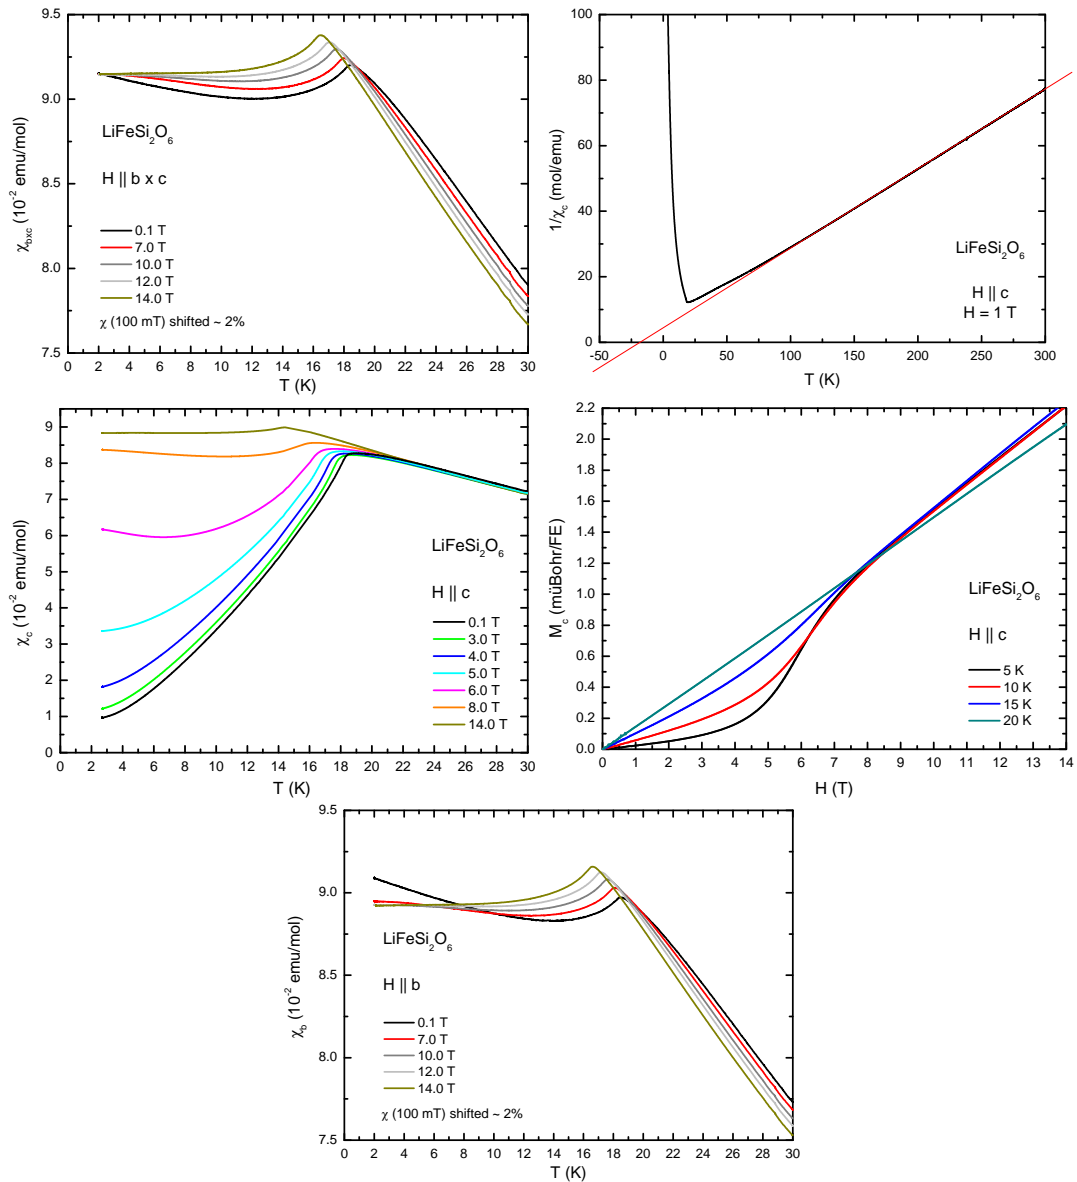 9.5
9.0
8.5
8.0
7.5
χbxc (10⁻² emu/mol)
LiFeSi₂O₆
H || b x c
0.1 T
7.0 T
10.0 T
12.0 T
14.0 T
χ (100 mT) shifted ~ 2%
0 2 4 6 8 10 12 14 16 18 20 22 24 26 28 30
T (K)
100
80
60
40
20
0
1/χc (mol/emu)
LiFeSi₂O₆
H || c
H = 1 T
-50 0 50 100 150 200 250 300
T (K)
9
8
7
6
5
4
3
2
1
0
χc (10⁻² emu/mol)
LiFeSi₂O₆
H || c
0.1 T
3.0 T
4.0 T
5.0 T
6.0 T
8.0 T
14.0 T
0 2 4 6 8 10 12 14 16 18 20 22 24 26 28 30
T (K)
2.2
2.0
1.8
1.6
1.4
1.2
1.0
0.8
0.6
0.4
0.2
0.0
Mc (müBohr/FE)
LiFeSi₂O₆
H || c
5 K
10 K
15 K
20 K
0 1 2 3 4 5 6 7 8 9 10 11 12 13 14
H (T)
9.5
9.0
8.5
8.0
7.5
χb (10⁻² emu/mol)
LiFeSi₂O₆
H || b
0.1 T
7.0 T
10.0 T
12.0 T
14.0 T
χ (100 mT) shifted ~ 2%
0 2 4 6 8 10 12 14 16 18 20 22 24 26 28 30
T (K)